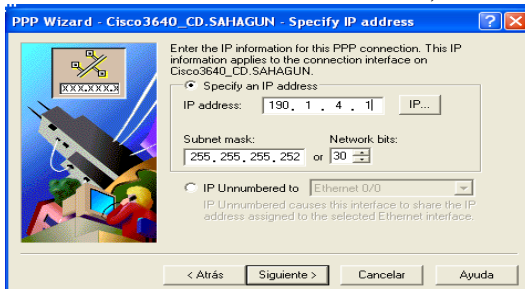 PPP Wizard - Cisco3640_CD.SAHAGUN - Specify IP address
Enter the IP information for this PPP connection. This IP
information applies to the connection interface on
Cisco3640_CD.SAHAGUN.
Specify an IP address
IP address: 190 . 1 . 4 . 1 IP...
Subnet mask: Network bits:
255 . 255 . 255 . 252 or 30
IP Unnumbered to Ethernet 0/0
IP Unnumbered causes this interface to share the IP
address assigned to the selected Ethernet interface.
XXX.XXX.X
< Atrás Siguiente > Cancelar Ayuda